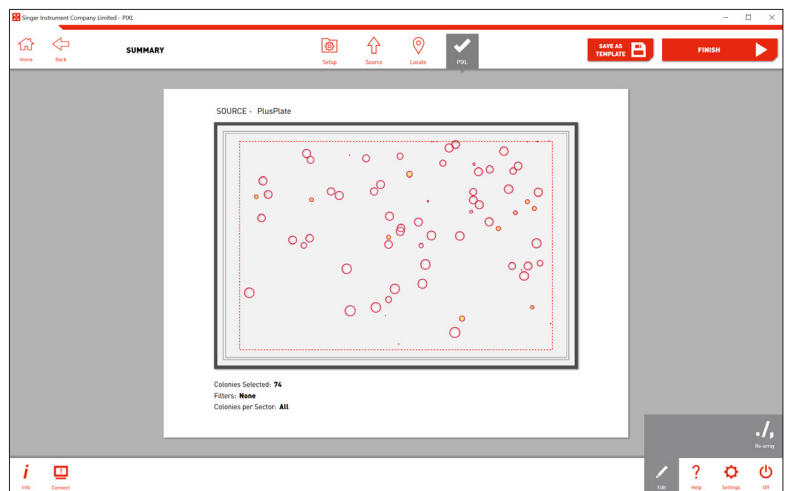 Singer Instrument Company Limited - PIXL
Home
Back
SUMMARY
Setup
Source
Locate
PIXL
SAVE AS
TEMPLATE
FINISH
SOURCE - PlusPlate
Colonies Selected: 74
Filters: None
Colonies per Sector: All
Re-array
Info
Connect
Edit
Help
Settings
Off